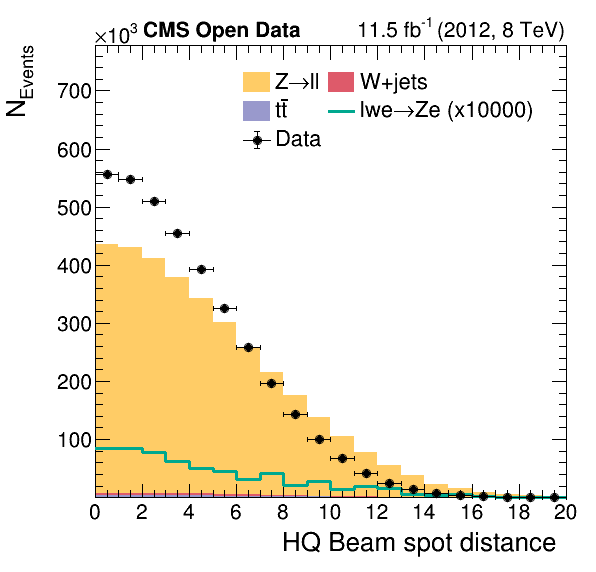 ×10³ CMS Open Data 11.5 fb⁻¹ (2012, 8 TeV)
N_Events
Z→ll W+jets
tt̄ lwe→Ze (x10000)
Data
700
600
500
400
300
200
100
0 2 4 6 8 10 12 14 16 18 20
HQ Beam spot distance